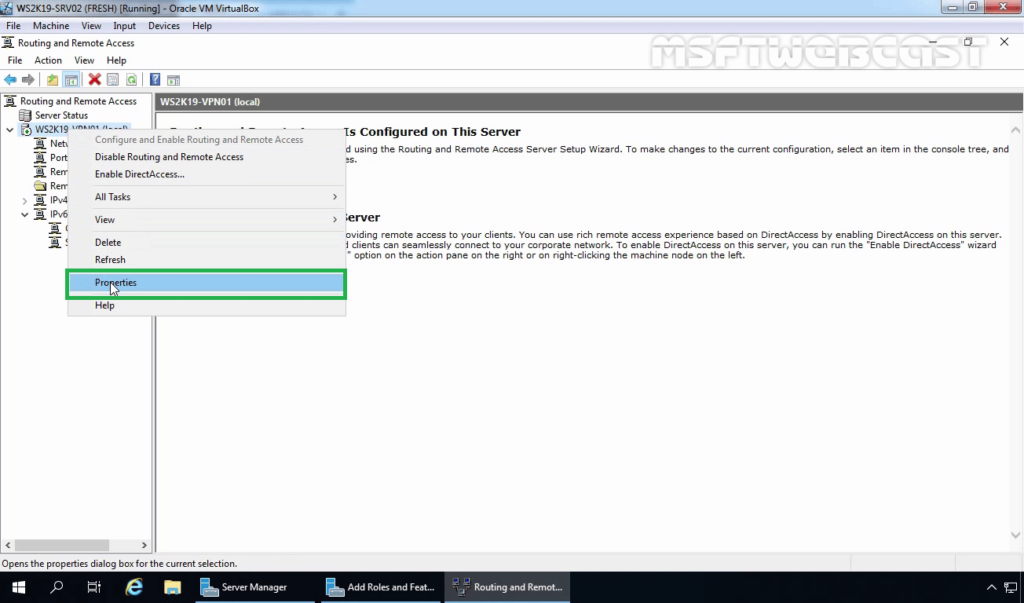 WS2K19-SRV02 (FRESH) [Running] - Oracle VM VirtualBox
File Machine View Input Devices Help
Routing and Remote Access
MSFTWEBCAST
File Action View Help
Routing and Remote Access
Server Status
WS2K19-VPN01 (local)
Netw
Port
Rem
Rem
IPv4
IPv6
WS2K19-VPN01 (local)
Is Configured on This Server
d using the Routing and Remote Access Server Setup Wizard. To make changes to the current configuration, select an item in the console tree, and
es.
Server
oviding remote access to your clients. You can use rich remote access experience based on DirectAccess by enabling DirectAccess on this server.
d clients can seamlessly connect to your corporate network. To enable DirectAccess on this server, you can run the "Enable DirectAccess" wizard
" option on the action pane on the right or on right-clicking the machine node on the left.
Configure and Enable Routing and Remote Access
Disable Routing and Remote Access
Enable DirectAccess...
All Tasks
View
Delete
Refresh
Properties
Help
Opens the properties dialog box for the current selection.
Server Manager
Add Roles and Feat...
Routing and Remot...